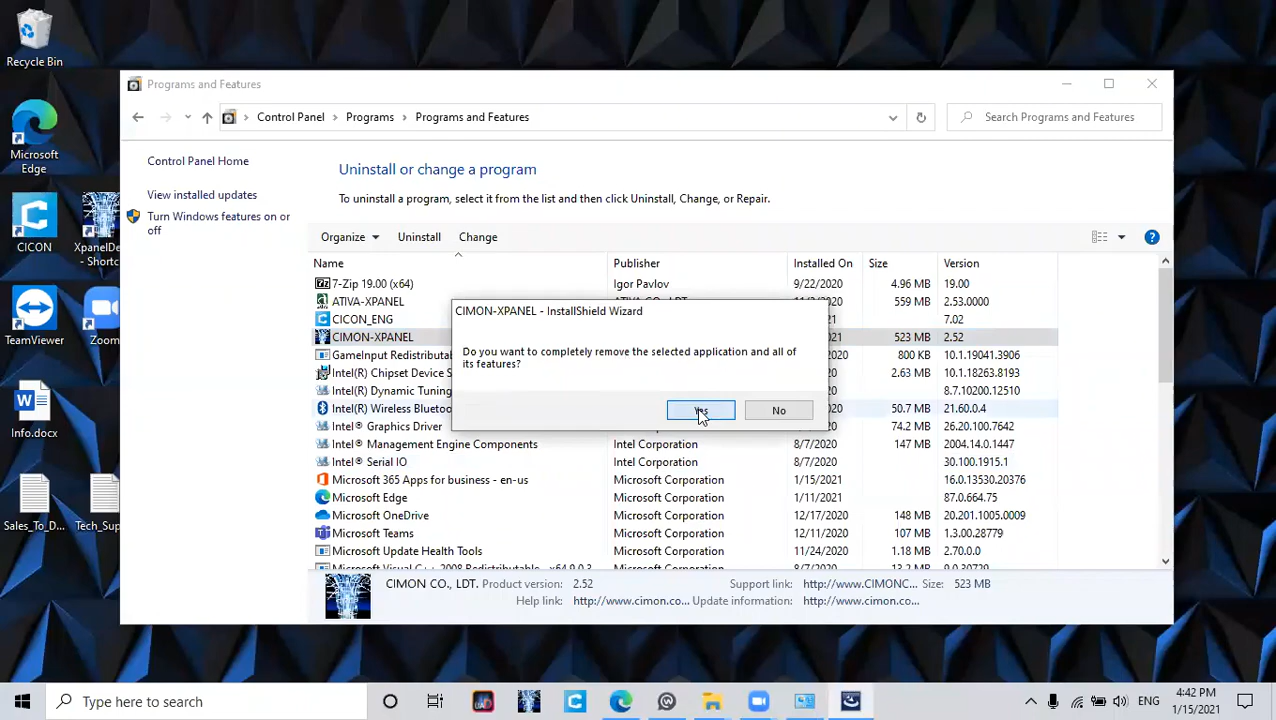 Recycle Bin
Microsoft
Edge
CICON
XpanelDe...
- Shortc
TeamViewer
Zoom
Info.docx
Sales_To_D...
Tech_Sup
Programs and Features
Control Panel > Programs > Programs and Features
Search Programs and Features
Control Panel Home
View installed updates
Turn Windows features on or
off
Uninstall or change a program
To uninstall a program, select it from the list and then click Uninstall, Change, or Repair.
Organize Uninstall Change
Name Publisher Installed On Size Version
7-Zip 19.00 (x64) Igor Pavlov 9/22/2020 4.96 MB 19.00
ATIVA-XPANEL 559 MB 2.53.0000
CICON_ENG 7.02
CIMON-XPANEL 523 MB 2.52
GameInput Redistributa 800 KB 10.1.19041.3906
Intel(R) Chipset Device S 2.63 MB 10.1.18263.8193
Intel(R) Dynamic Tuning 8.7.10200.12510
Intel(R) Wireless Bluetoo 50.7 MB 21.60.0.4
Intel® Graphics Driver 74.2 MB 26.20.100.7642
Intel® Management Engine Components Intel Corporation 8/7/2020 147 MB 2004.14.0.1447
Intel® Serial IO Intel Corporation 8/7/2020 30.100.1915.1
Microsoft 365 Apps for business - en-us Microsoft Corporation 1/15/2021 16.0.13530.20376
Microsoft Edge Microsoft Corporation 1/11/2021 87.0.664.75
Microsoft OneDrive Microsoft Corporation 12/17/2020 148 MB 20.201.1005.0009
Microsoft Teams Microsoft Corporation 12/11/2020 107 MB 1.3.00.28779
Microsoft Update Health Tools Microsoft Corporation 11/24/2020 1.18 MB 2.70.0.0
CIMON-XPANEL - InstallShield Wizard
Do you want to completely remove the selected application and all of
its features?
Yes No
CIMON CO., LDT. Product version: 2.52 Support link: http://www.CIMONC... Size: 523 MB
Help link: http://www.cimon.co... Update information: http://www.cimon.co...
Type here to search
ENG
4:42 PM
1/15/2021